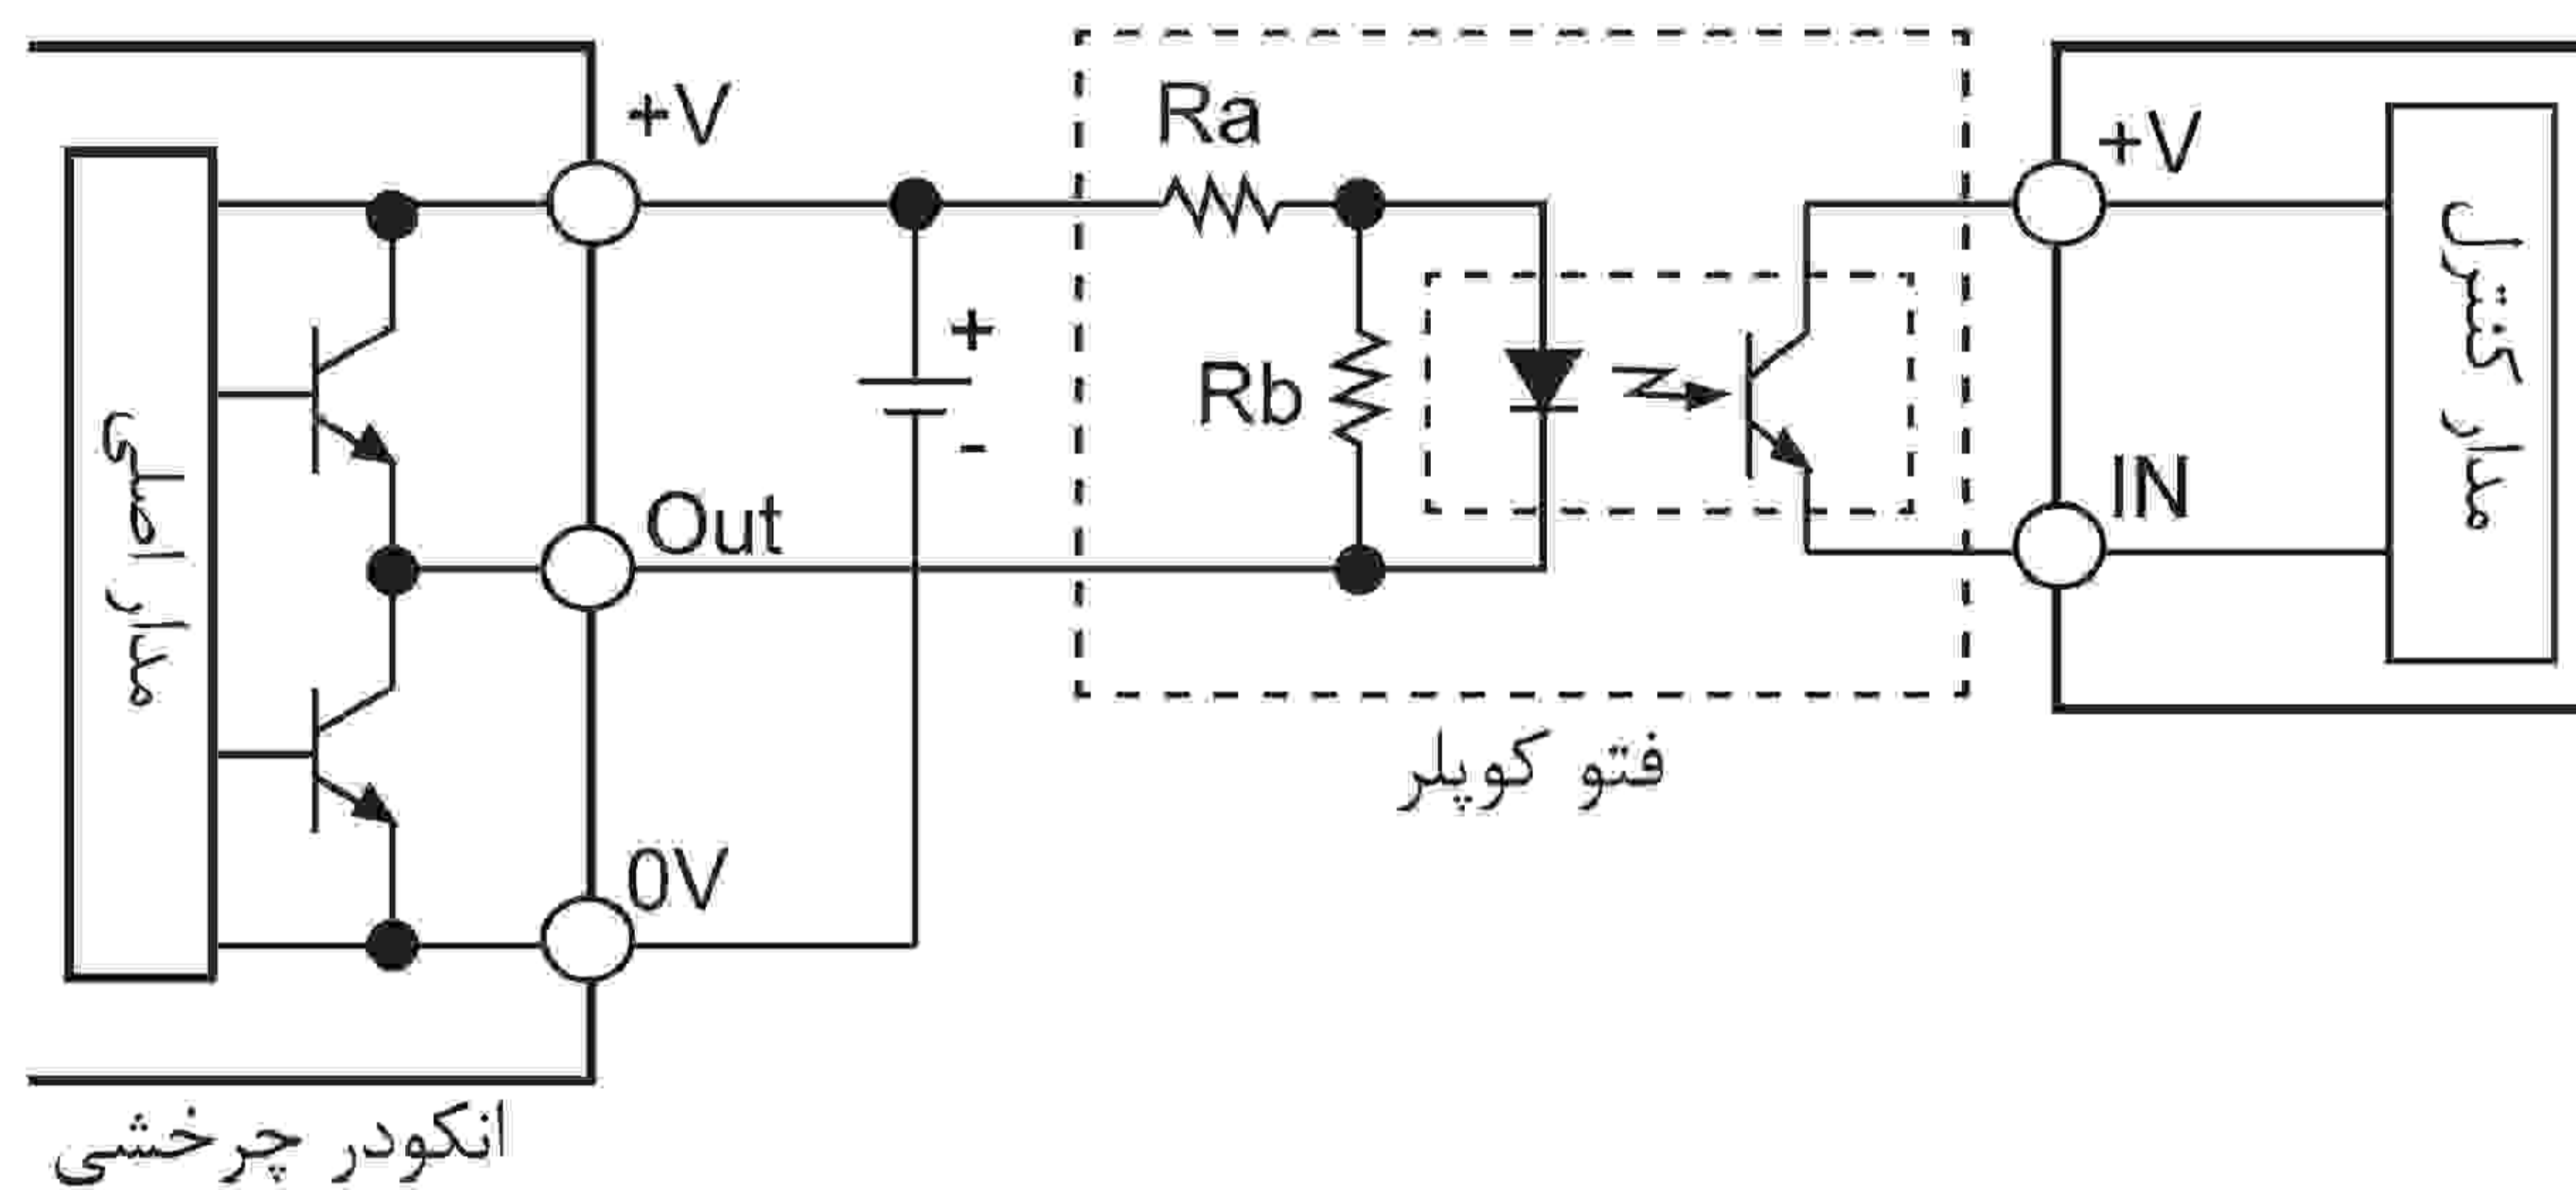 +V
Ra
+V
مدار کنترل
+
Rb
-
مدار اصلی
Out
IN
فتو کوپلر
0V
انکودر چرخشی